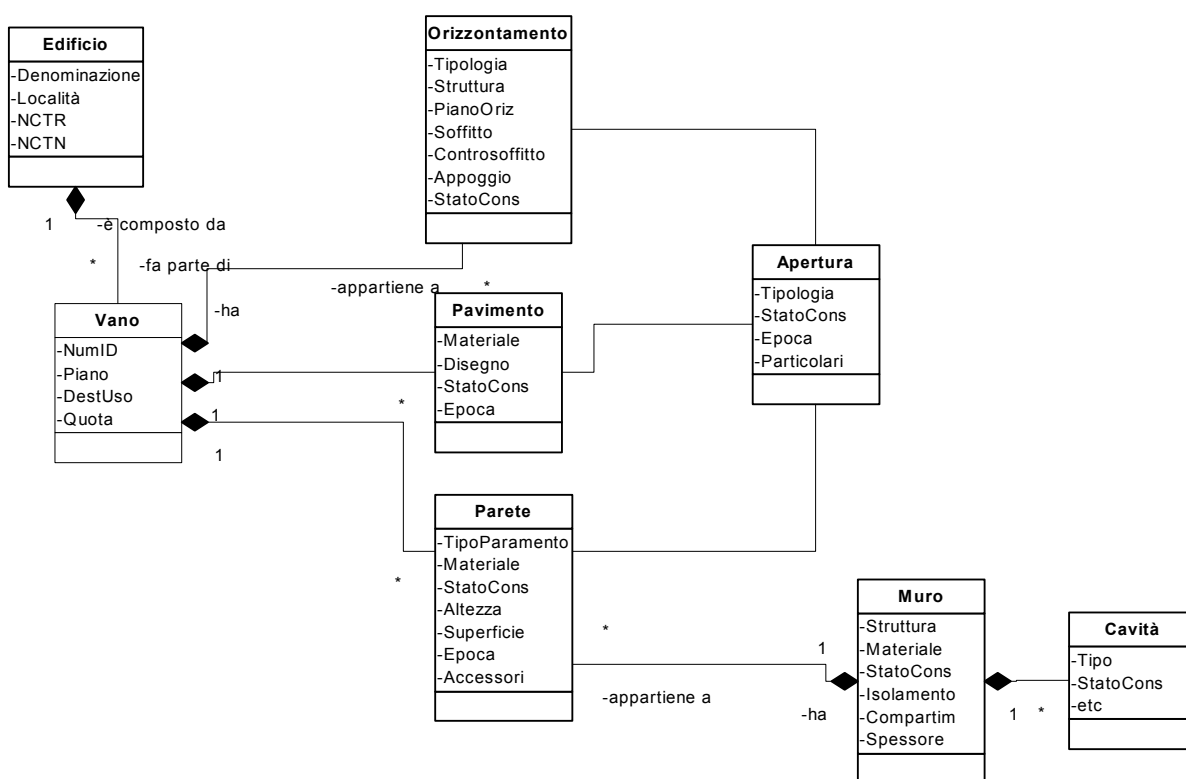 Edificio
-Denominazione
-Località
-NCTR
-NCTN
1
-è composto da
*
-fa parte di
Orizzontamento
-Tipologia
-Struttura
-PianoOriz
-Soffitto
-Controsoffitto
-Appoggio
-StatoCons
-appartiene a
*
Vano
-NumID
-Piano
-DestUso
-Quota
-ha
1
1
1
*
*
Pavimento
-Materiale
-Disegno
-StatoCons
-Epoca
Apertura
-Tipologia
-StatoCons
-Epoca
-Particolari
Parete
-TipoParamento
-Materiale
-StatoCons
-Altezza
-Superficie
-Epoca
-Accessori
*
-appartiene a
1
-ha
Muro
-Struttura
-Materiale
-StatoCons
-Isolamento
-Compartim
-Spessore
1
*
Cavità
-Tipo
-StatoCons
-etc